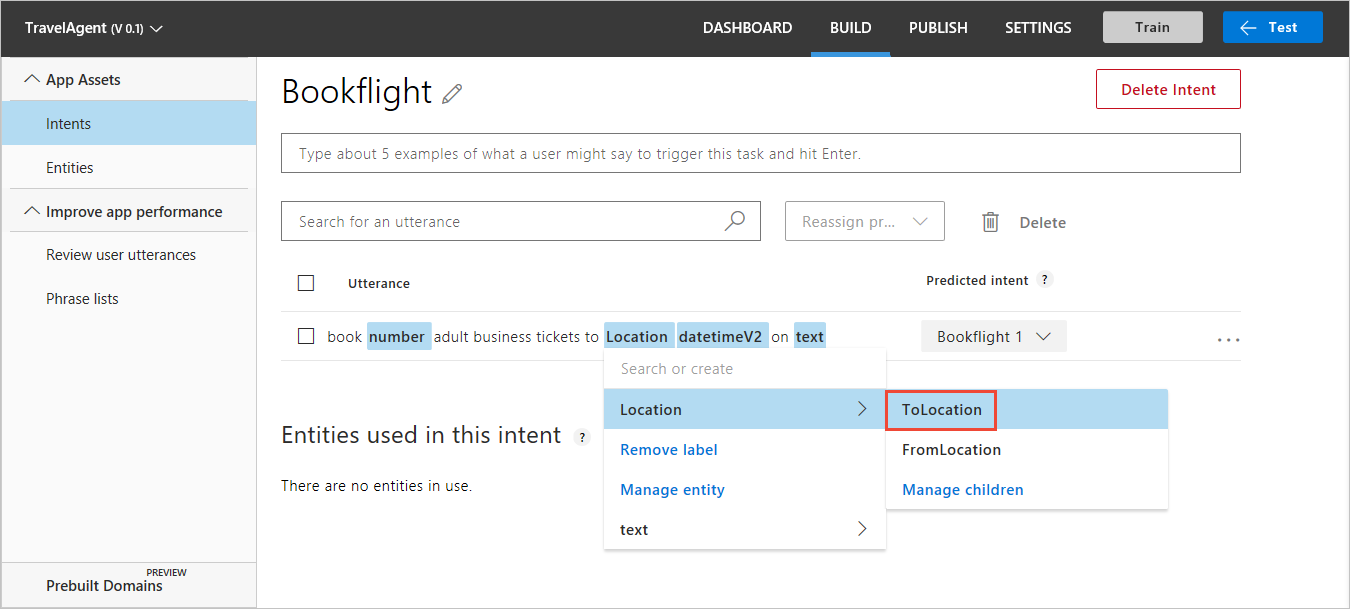 TravelAgent (V 0.1)
DASHBOARD
BUILD
PUBLISH
SETTINGS
Train
Test
App Assets
Intents
Entities
Improve app performance
Review user utterances
Phrase lists
PREVIEW
Prebuilt Domains
Bookflight
Delete Intent
Type about 5 examples of what a user might say to trigger this task and hit Enter.
Search for an utterance
Reassign pr...
Delete
Utterance
Predicted intent ?
book number adult business tickets to Location datetimeV2 on text
Bookflight 1
...
Search or create
Location
Remove label
Manage entity
text
ToLocation
FromLocation
Manage children
Entities used in this intent ?
There are no entities in use.